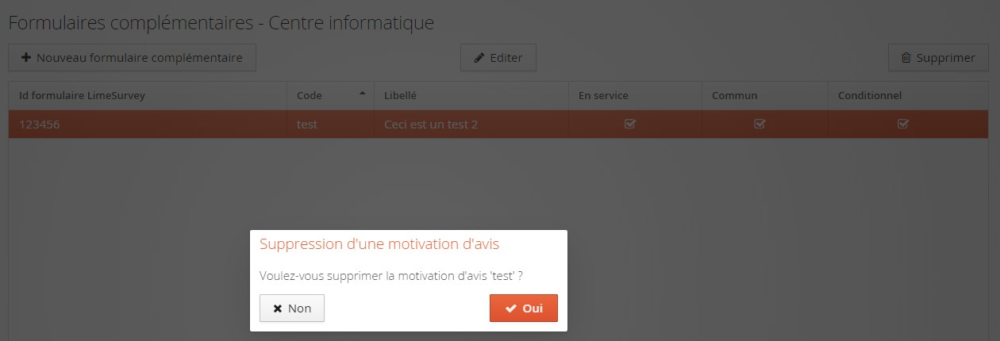 Formulaires complémentaires - Centre informatique
Nouveau formulaire complémentaire Editer Supprimer
Id formulaire LimeSurvey Code Libellé En service Commun Conditionnel
123456 test Ceci est un test 2
Suppression d'une motivation d'avis
Voulez-vous supprimer la motivation d'avis 'test' ?
Non Oui